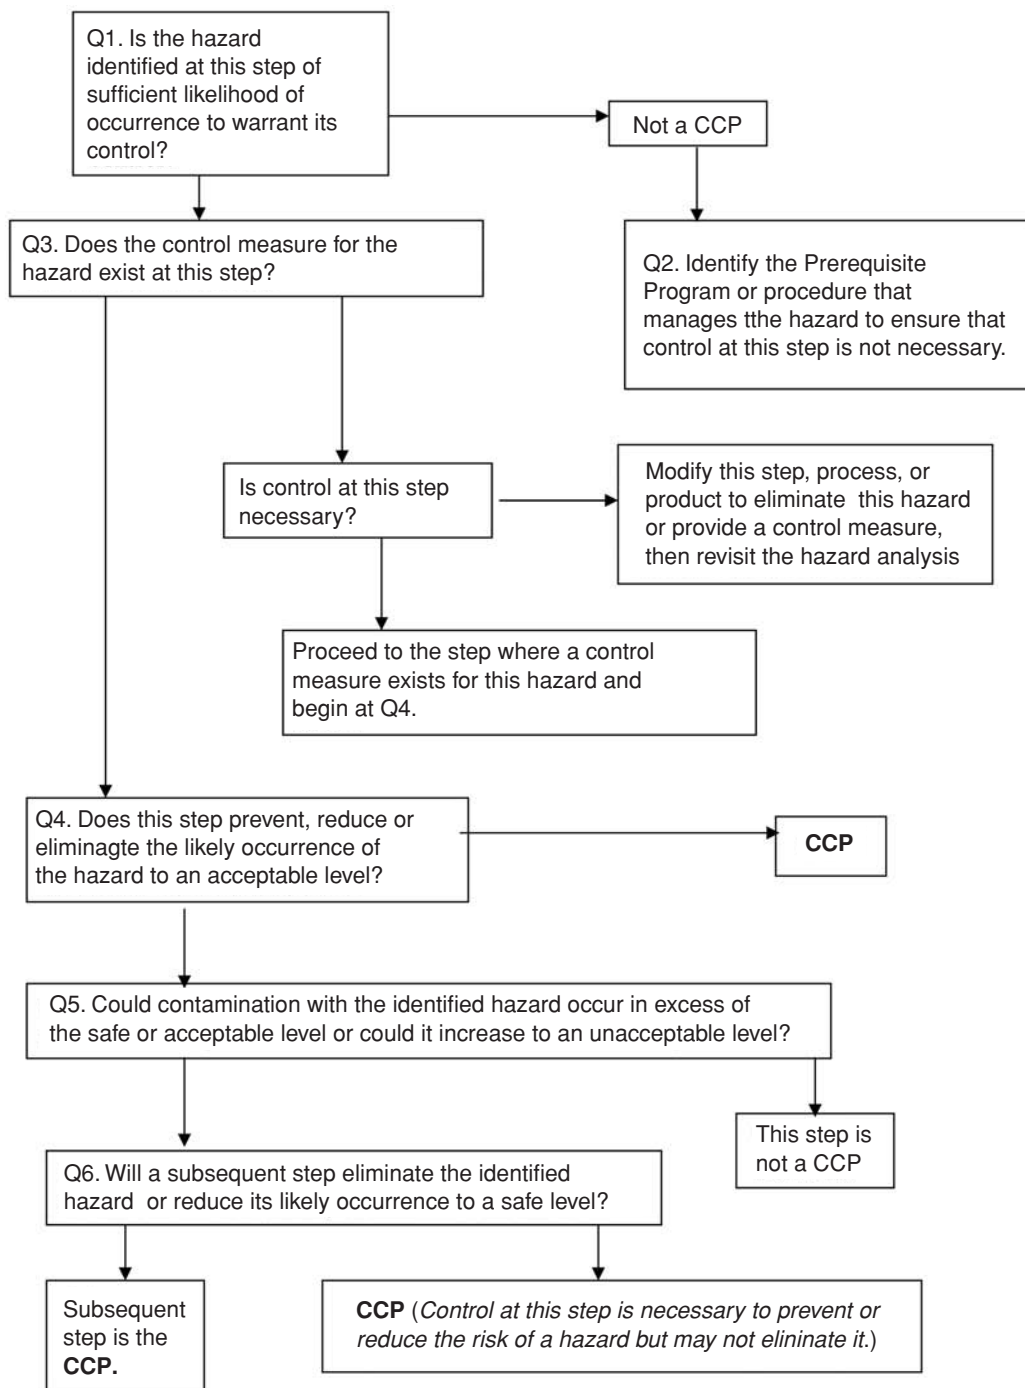 Q1. Is the hazard
identified at this step of
sufficient likelihood of
occurrence to warrant its
control?
Not a CCP
Q3. Does the control measure for the
hazard exist at this step?
Q2. Identify the Prerequisite
Program or procedure that
manages tthe hazard to ensure that
control at this step is not necessary.
Is control at this step
necessary?
Modify this step, process, or
product to eliminate this hazard
or provide a control measure,
then revisit the hazard analysis
Proceed to the step where a control
measure exists for this hazard and
begin at Q4.
Q4. Does this step prevent, reduce or
eliminagte the likely occurrence of
the hazard to an acceptable level?
CCP
Q5. Could contamination with the identified hazard occur in excess of
the safe or acceptable level or could it increase to an unacceptable level?
This step is
not a CCP
Q6. Will a subsequent step eliminate the identified
hazard or reduce its likely occurrence to a safe level?
Subsequent
step is the
CCP.
CCP (Control at this step is necessary to prevent or
reduce the risk of a hazard but may not elininate it.)